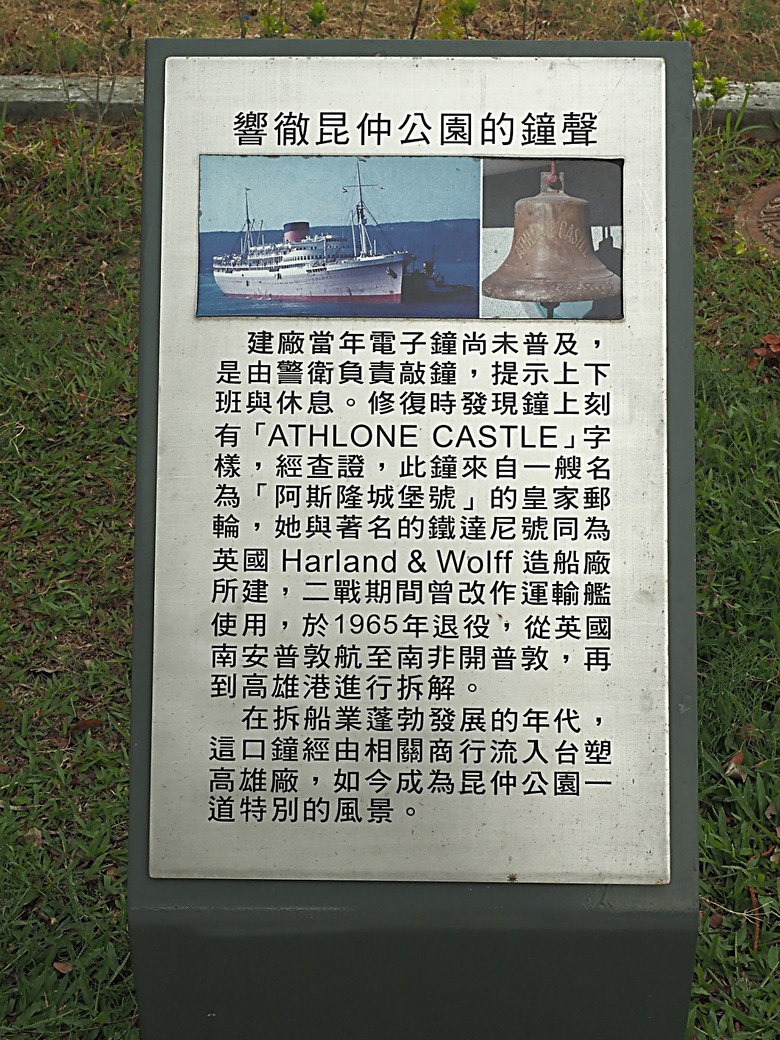 響徹昆仲公園的鐘聲
ATHLONE CASTLE
建廠當年電子鐘尚未普及，
是由警衛負責敲鐘，提示上下
班與休息。修復時發現鐘上刻
有「ATHLONE CASTLE」字
樣，經查證，此鐘來自一艘名
為「阿斯隆城堡號」的皇家郵
輪，她與著名的鐵達尼號同為
英國 Harland & Wolff 造船廠
所建，二戰期間曾改作運輸艦
使用，於1965年退役，從英國
南安普敦航至南非開普敦，再
到高雄港進行拆解。
在拆船業蓬勃發展的年代，
這口鐘經由相關商行流入台塑
高雄廠，如今成為昆仲公園一
道特別的風景。